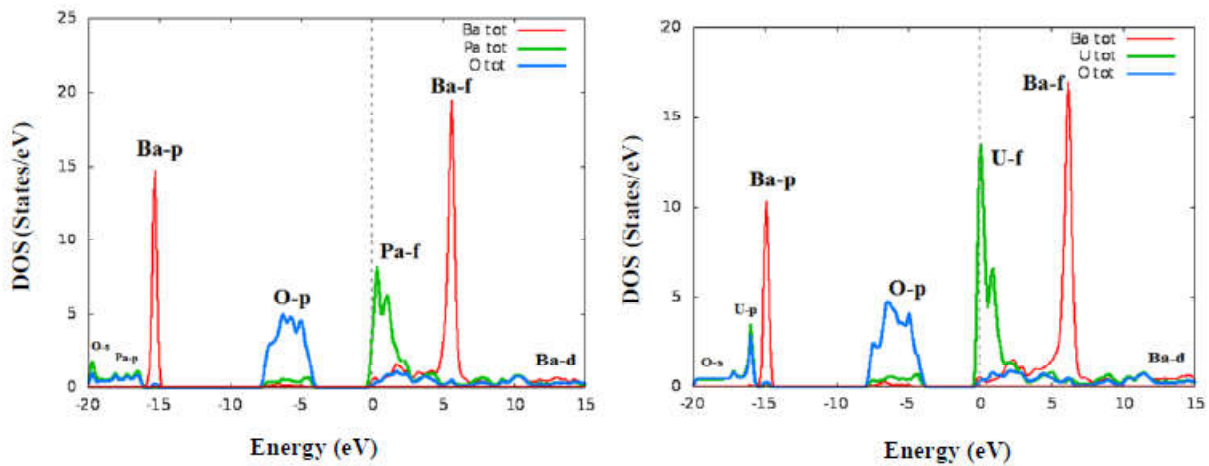 25
20
15
10
5
0
DOS(States/eV)
Ba tot
Pa tot
O tot
Ba-f
Ba-p
Pa-f
O-p
O-s
Pa-p
Ba-d
-20 -15 -10 -5 0 5 10 15
Energy (eV)
20
15
10
5
0
DOS (States/eV)
Ba tot
U tot
O tot
Ba-f
U-f
Ba-p
O-p
U-p
O-s
Ba-d
-20 -15 -10 -5 0 5 10 15
Energy (eV)